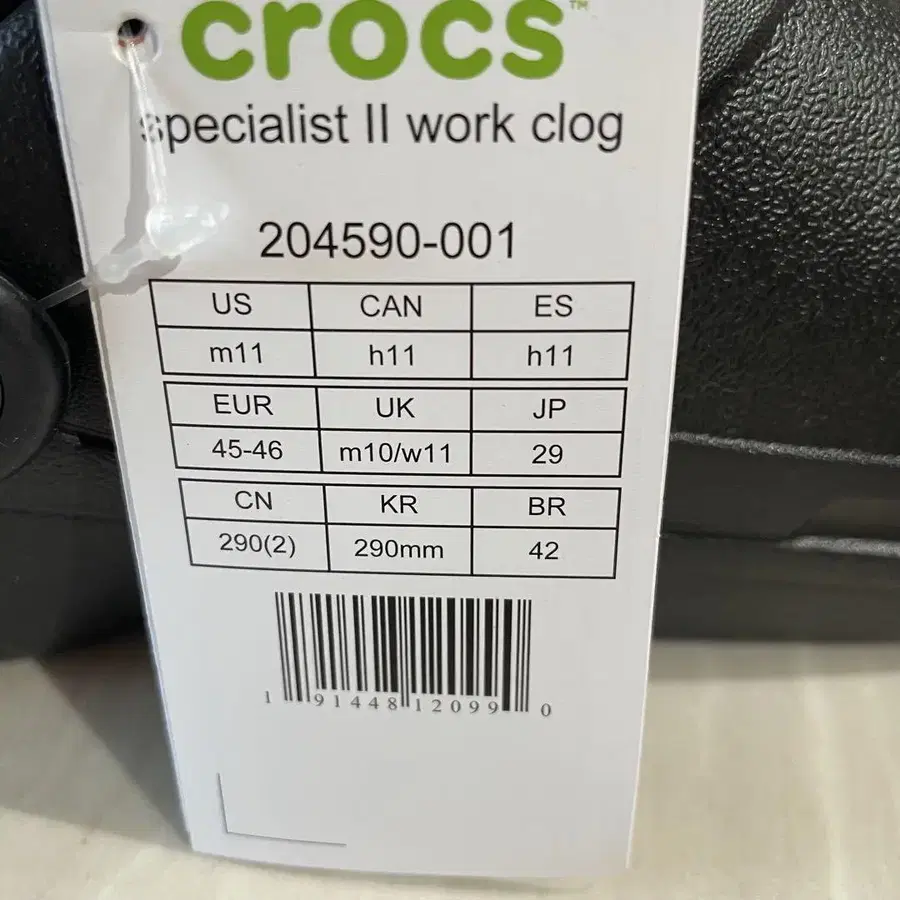 crocs™
specialist II work clog
204590-001
US CAN ES
m11 h11 h11
EUR UK JP
45-46 m10/w11 29
CN KR BR
290(2) 290mm 42
1 91448 12099 0